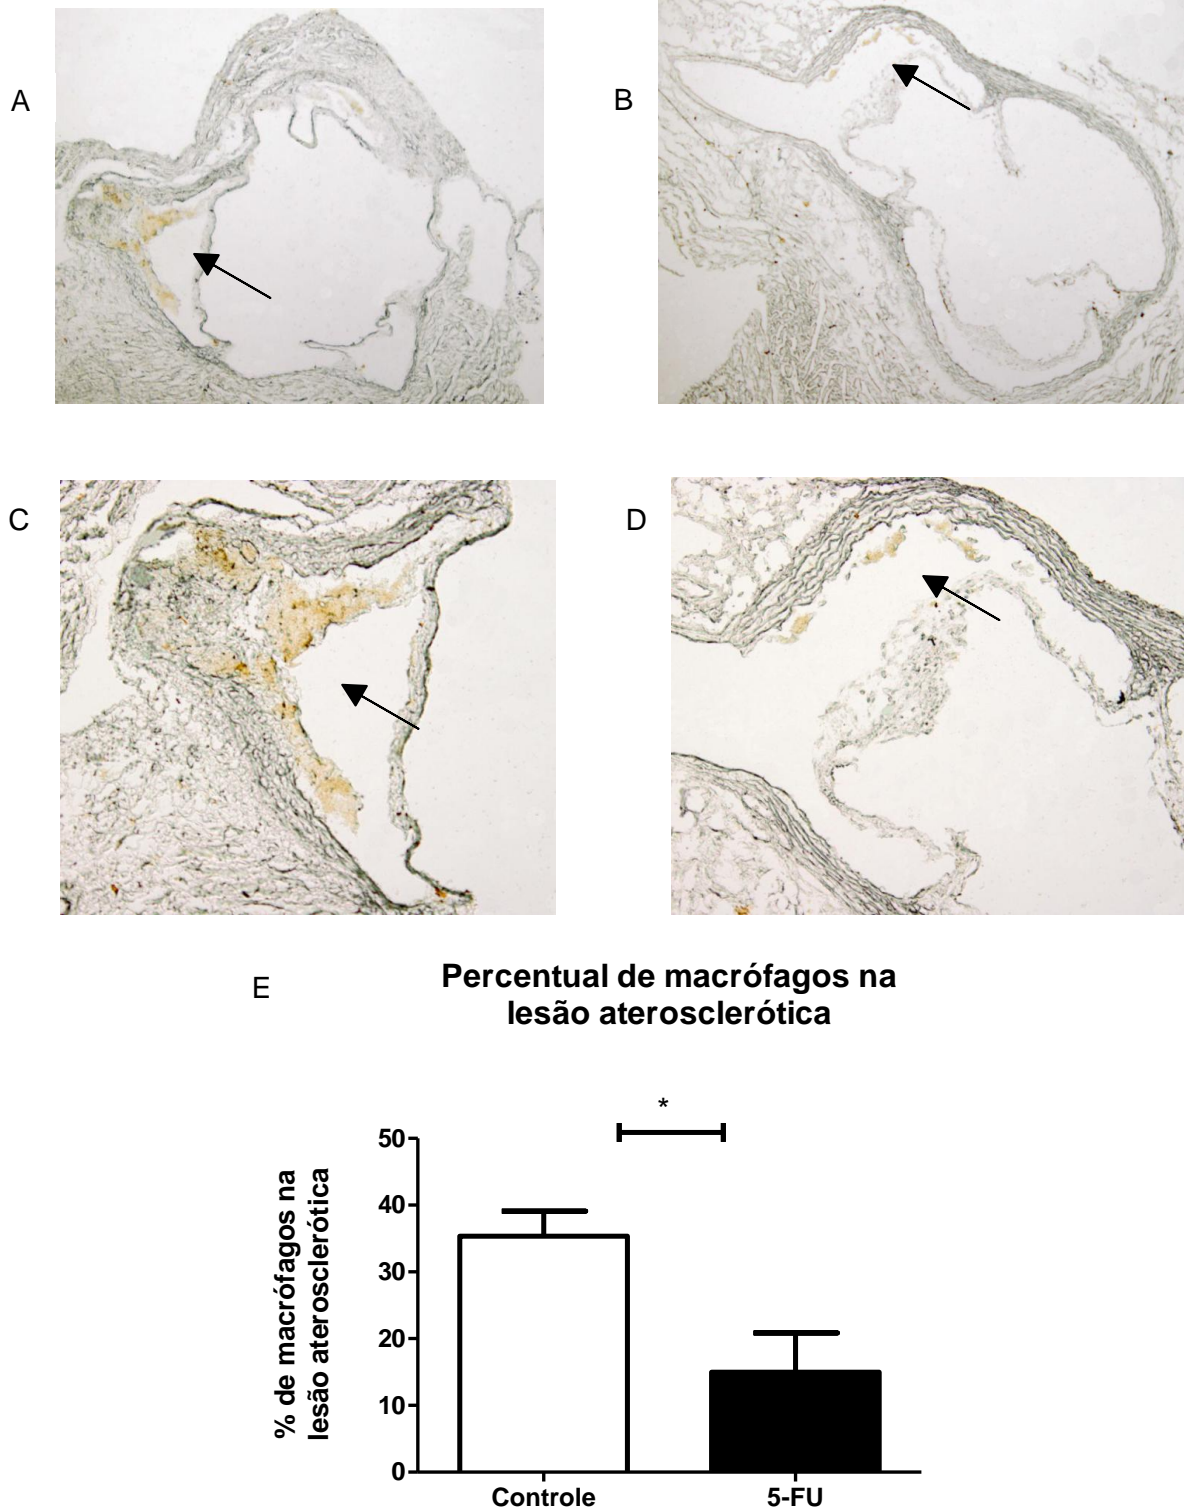 A
B
C
D
E
Percentual de macrófagos na
lesão aterosclerótica
*
% de macrófagos na
lesão aterosclerótica
50
40
30
20
10
0
Controle
5-FU